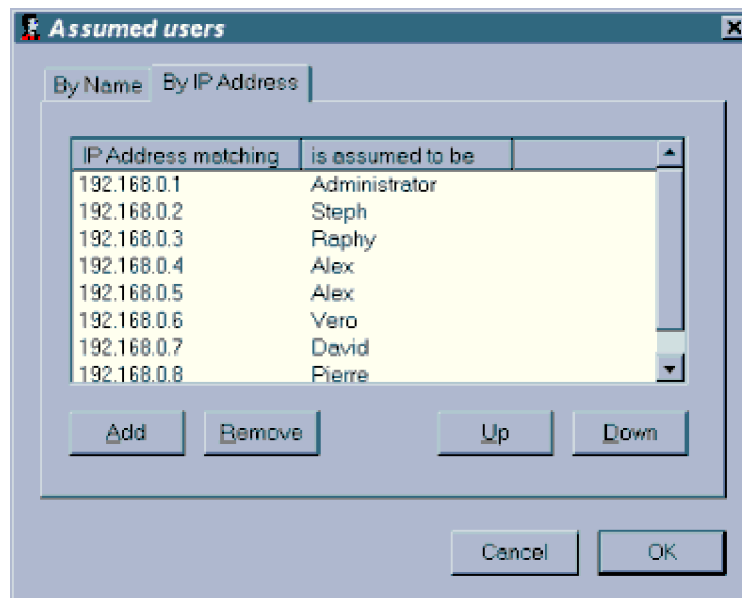 Assumed users
By Name By IP Address
IP Address matching is assumed to be
192.168.0.1 Administrator
192.168.0.2 Steph
192.168.0.3 Raphy
192.168.0.4 Alex
192.168.0.5 Alex
192.168.0.6 Vero
192.168.0.7 David
192.168.0.8 Pierre
Add Remove Up Down
Cancel OK